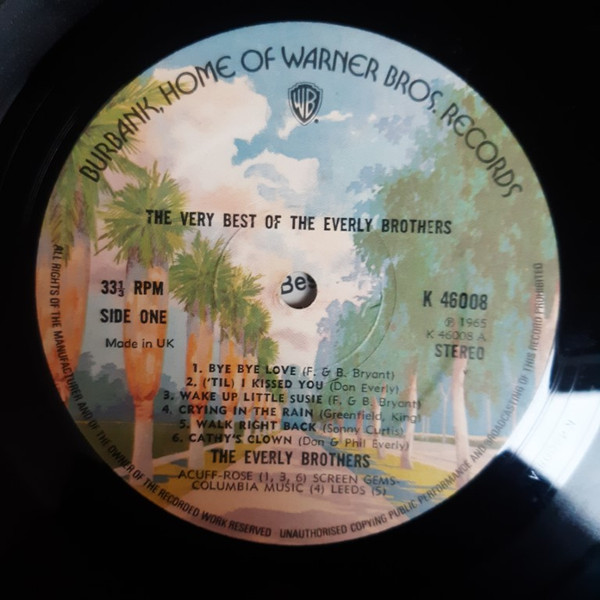 BURBANK, HOME OF WARNER BROS. RECORDS
WB
THE VERY BEST OF THE EVERLY BROTHERS
Bes
33⅓ RPM
SIDE ONE
Made in UK
K 46008
℗ 1965
K 46008 A
STEREO
1. BYE BYE LOVE (F. & B. Bryant)
2. ('TIL) I KISSED YOU (Don Everly)
3. WAKE UP LITTLE SUSIE (F. & B. Bryant)
4. CRYING IN THE RAIN (Greenfield, King)
5. WALK RIGHT BACK (Sonny Curtis)
6. CATHY'S CLOWN (Don & Phil Everly)
THE EVERLY BROTHERS
ACUFF-ROSE (1, 3, 6) SCREEN GEMS-
COLUMBIA MUSIC (4) LEEDS (5)
ALL RIGHTS OF THE MANUFACTURER AND OF THE OWNER OF THE RECORDED WORK RESERVED UNAUTHORISED COPYING PUBLIC PERFORMANCE AND BROADCASTING OF THIS RECORD PROHIBITED